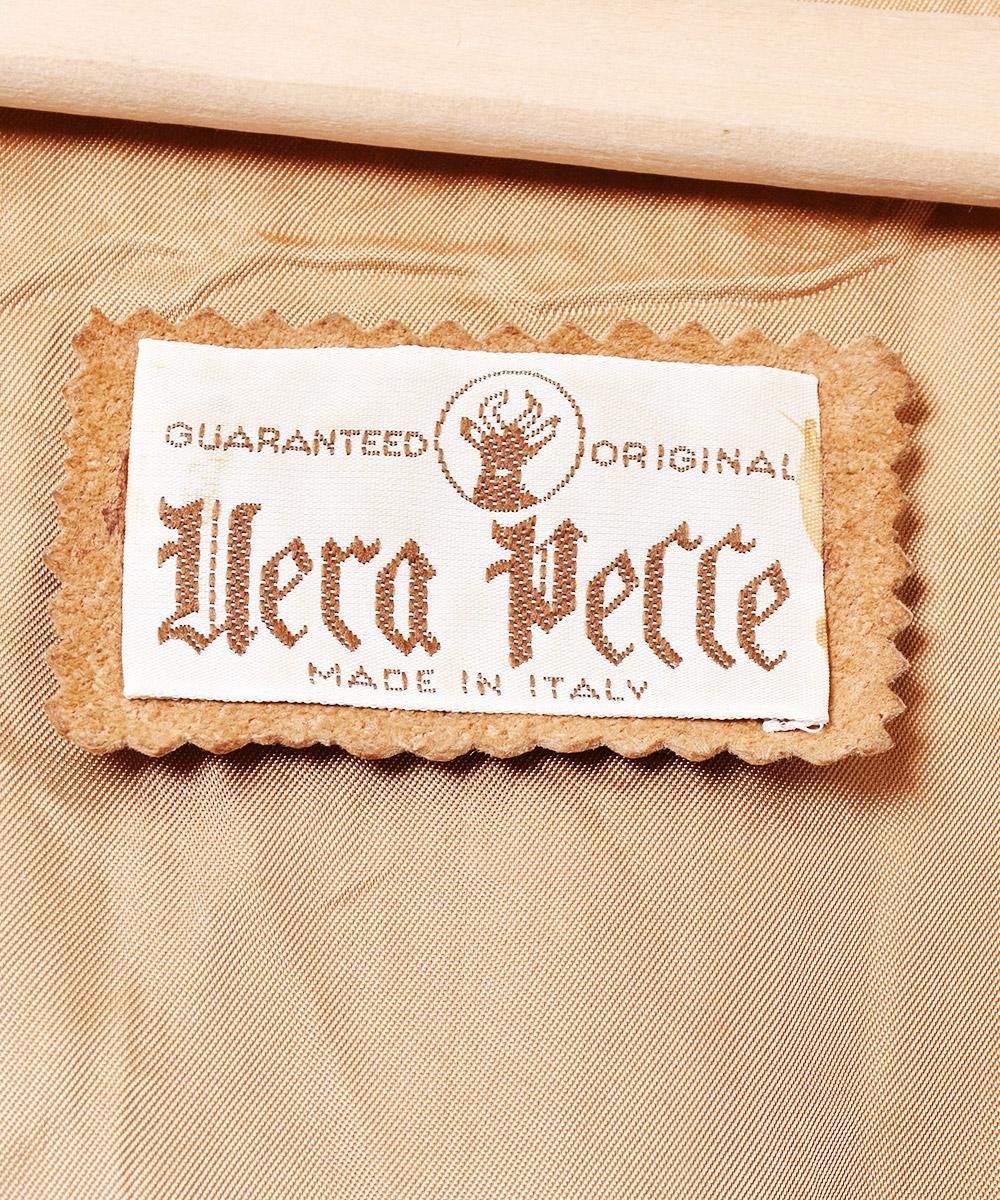 GUARANTEED ORIGINAL
Vera Pelle
MADE IN ITALY